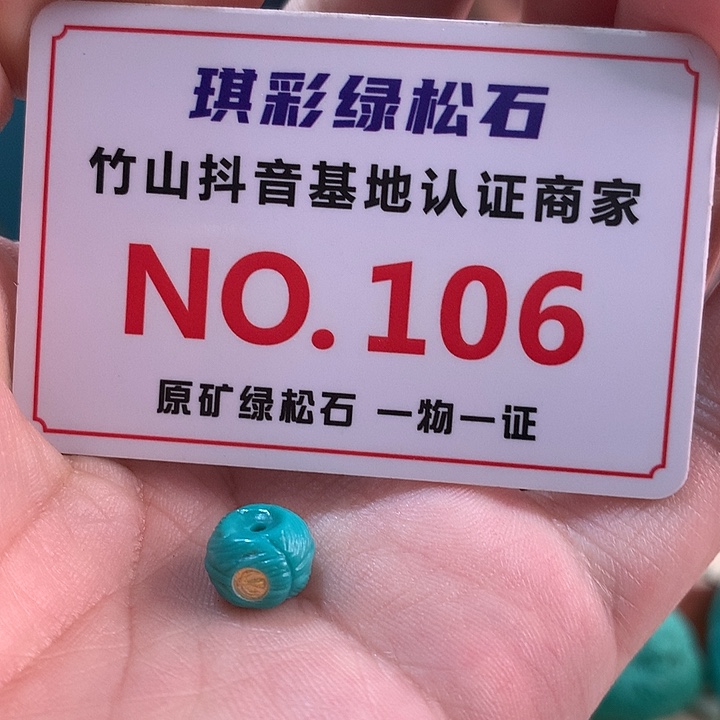 琪彩绿松石
竹山抖音基地认证商家
NO.106
原矿绿松石 一物一证